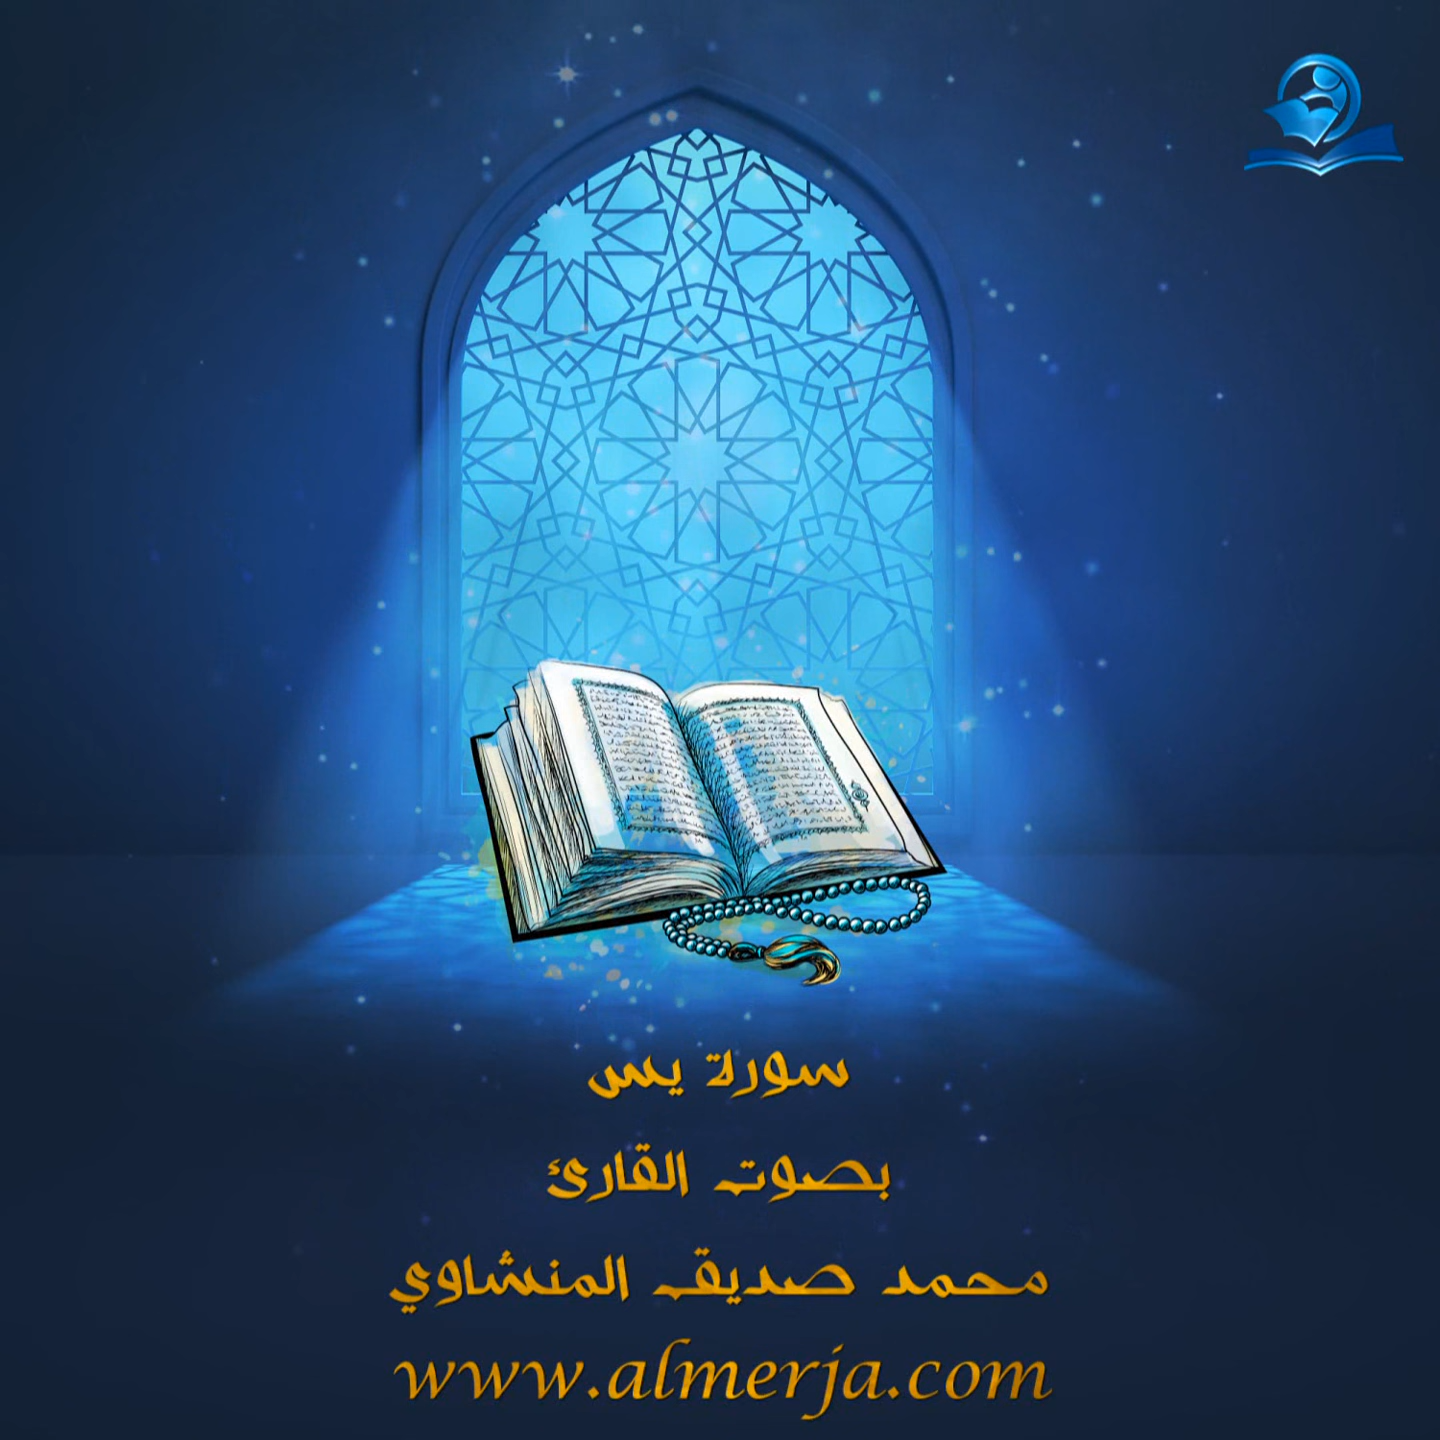 سورة يس
بصوت القارئ
محمد صديق المنشاوي
www.almerja.com